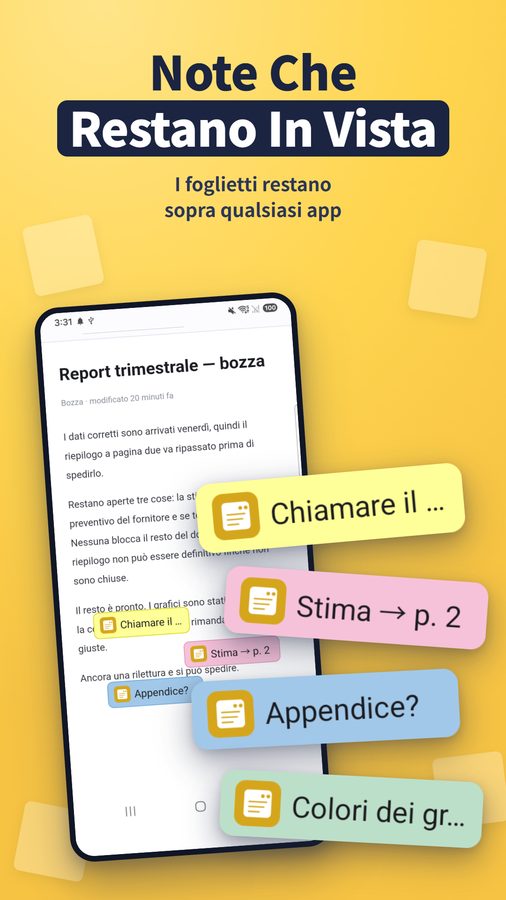 Note Che
Restano In Vista
I foglietti restano
sopra qualsiasi app
3:31
100
Report trimestrale — bozza
Bozza · modificato 20 minuti fa
I dati corretti sono arrivati venerdì, quindi il
riepilogo a pagina due va ripassato prima di
spedirlo.
Restano aperte tre cose: la
preventivo del fornitore e se
Nessuna blocca il resto del
riepilogo non può essere definitivo finché non
sono chiuse.
Il resto è pronto. I grafici sono
la
giuste.
Ancora una rilettura e si può spedire.
Chiamare il ...
Stima → p. 2
Appendice?
Chiamare il ...
Stima → p. 2
Appendice?
Colori dei gr...